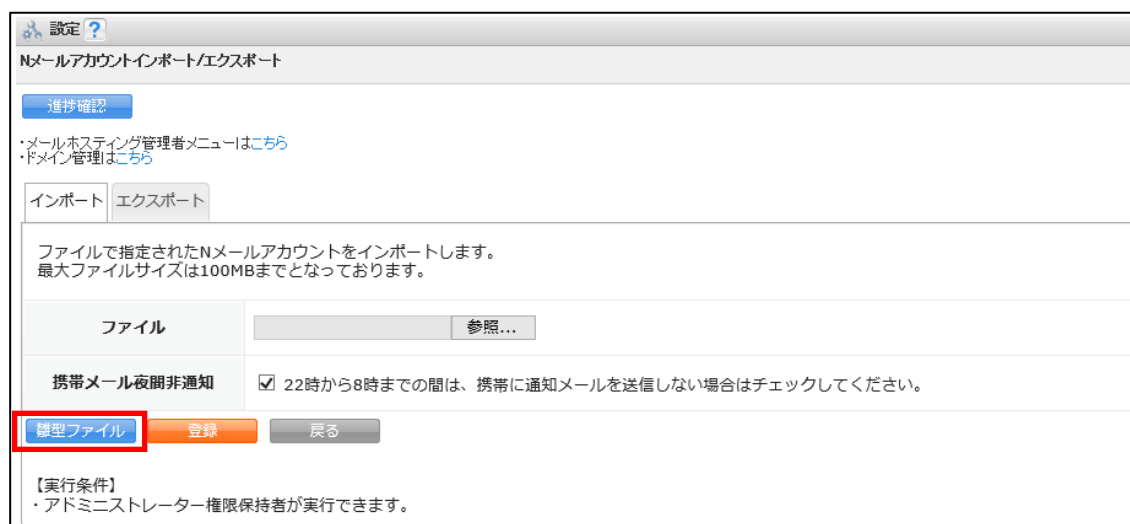 設定 ?
Nメールアカウントインポート/エクスポート
進捗確認
・メールホスティング管理者メニューはこちら
・ドメイン管理はこちら
インポート エクスポート
ファイルで指定されたNメールアカウントをインポートします。
最大ファイルサイズは100MBまでとなっております。
ファイル 参照...
携帯メール夜間非通知 22時から8時までの間は、携帯に通知メールを送信しない場合はチェックしてください。
雛型ファイル 登録 戻る
【実行条件】
・アドミニストレーター権限保持者が実行できます。